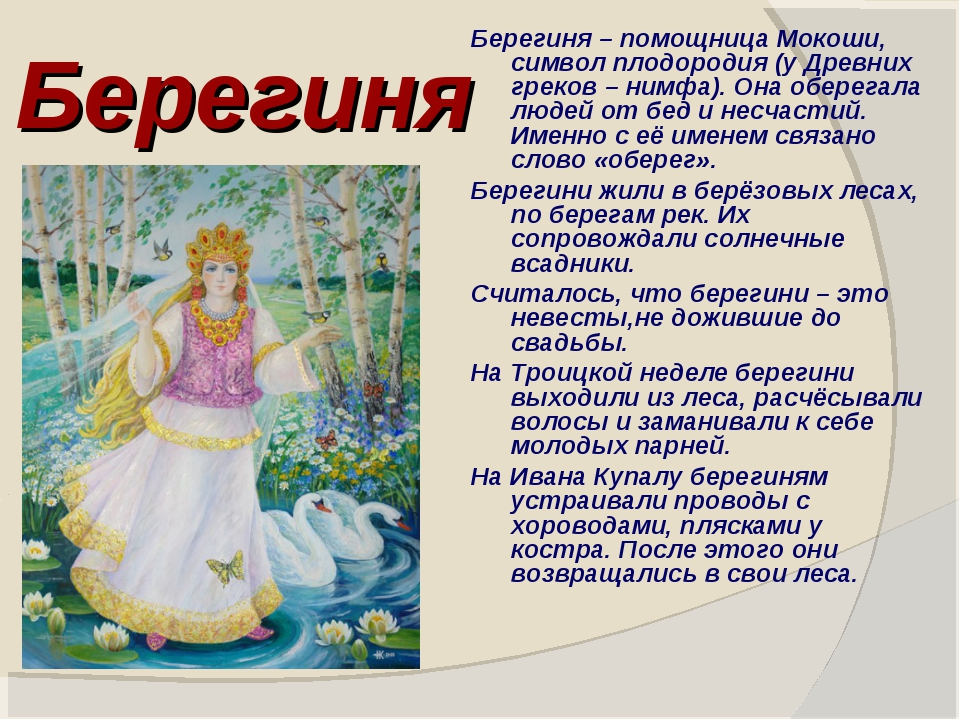 Берегиня
Берегиня – помощница Мокоши,
символ плодородия (у Древних
греков – нимфа). Она оберегала
людей от бед и несчастий.
Именно с её именем связано
слово «оберег».
Берегини жили в берёзовых лесах,
по берегам рек. Их
сопровождали солнечные
всадники.
Считалось, что берегини – это
невесты,не дожившие до
свадьбы.
На Троицкой неделе берегини
выходили из леса, расчёсывали
волосы и заманивали к себе
молодых парней.
На Ивана Купалу берегиням
устраивали проводы с
хороводами, плясками у
костра. После этого они
возвращались в свои леса.